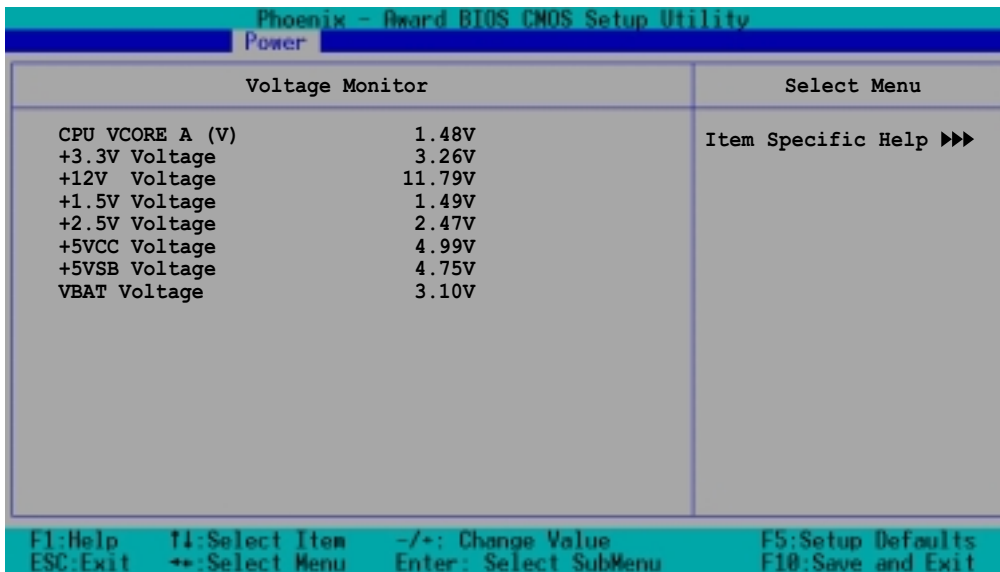 Phoenix - Award BIOS CMOS Setup Utility
Power
Voltage Monitor
Select Menu
CPU VCORE A (V) 1.48V
+3.3V Voltage 3.26V
+12V Voltage 11.79V
+1.5V Voltage 1.49V
+2.5V Voltage 2.47V
+5VCC Voltage 4.99V
+5VSB Voltage 4.75V
VBAT Voltage 3.10V
Item Specific Help ▶▶▶
F1:Help ↑↓:Select Item -/+: Change Value F5:Setup Defaults
ESC:Exit ←→:Select Menu Enter: Select SubMenu F10:Save and Exit